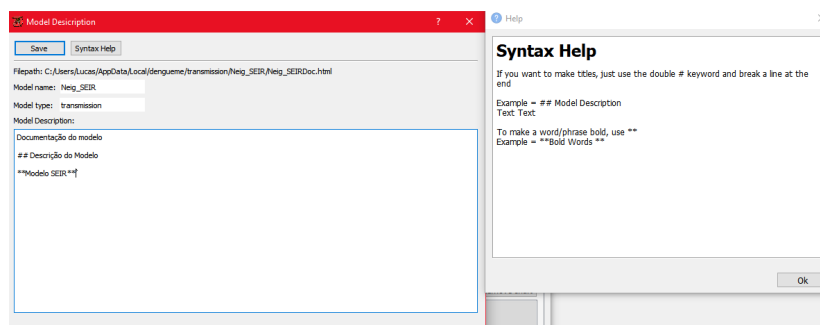 Model Desicription
Save
Syntax Help
Filepath: C:/Users/Lucas/AppData/Local/dengueme/transmission/Neig_SEIR/Neig_SEIRDoc.html
Model name: Neig_SEIR
Model type: transmission
Model Description:
Documentação do modelo
## Descrição do Modelo
**Modelo SEIR**
Help
Syntax Help
If you want to make titles, just use the double # keyword and break a line at the
end
Example = ## Model Description
Text Text
To make a word/phrase bold, use **
Example = **Bold Words **
Ok